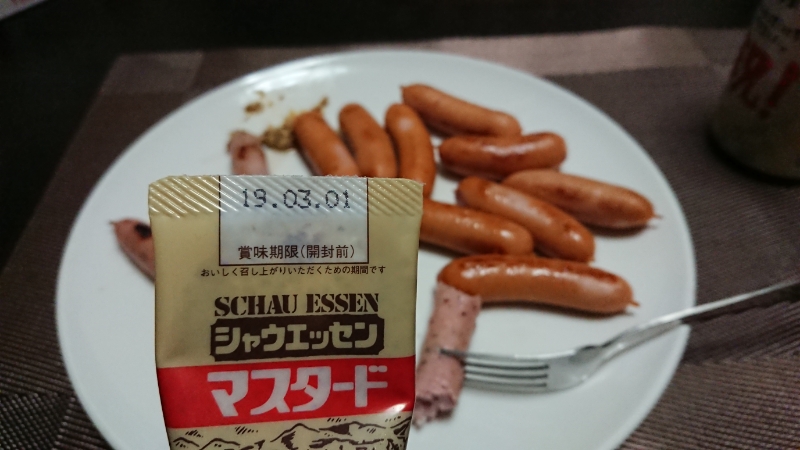 19.03.01
賞味期限(開封前)
おいしく召し上がりいただくための期間です
SCHAU ESSEN
シャウエッセン
マスタード
祝!